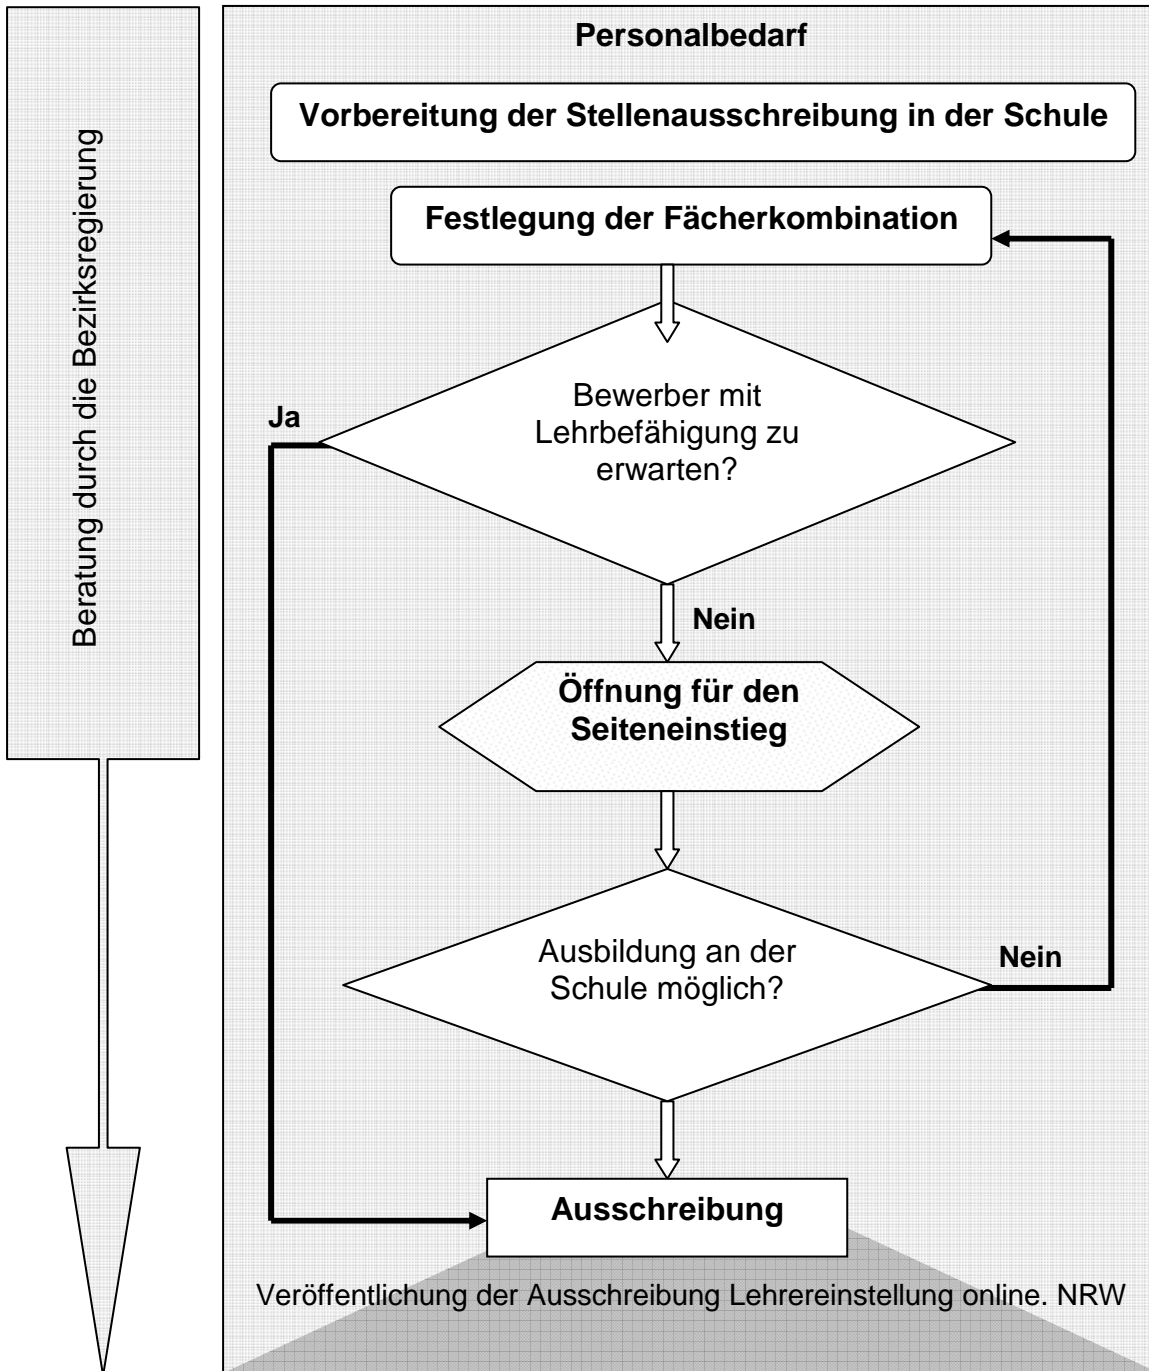 Personalbedarf
Vorbereitung der Stellenausschreibung in der Schule
Beratung durch die Bezirksregierung
Festlegung der Fächerkombination
Bewerber mit
Lehrbefähigung zu
erwarten?
Ja
Nein
Öffnung für den
Seiteneinstieg
Ausbildung an der
Schule möglich?
Nein
Ausschreibung
Veröffentlichung der Ausschreibung Lehrereinstellung online. NRW